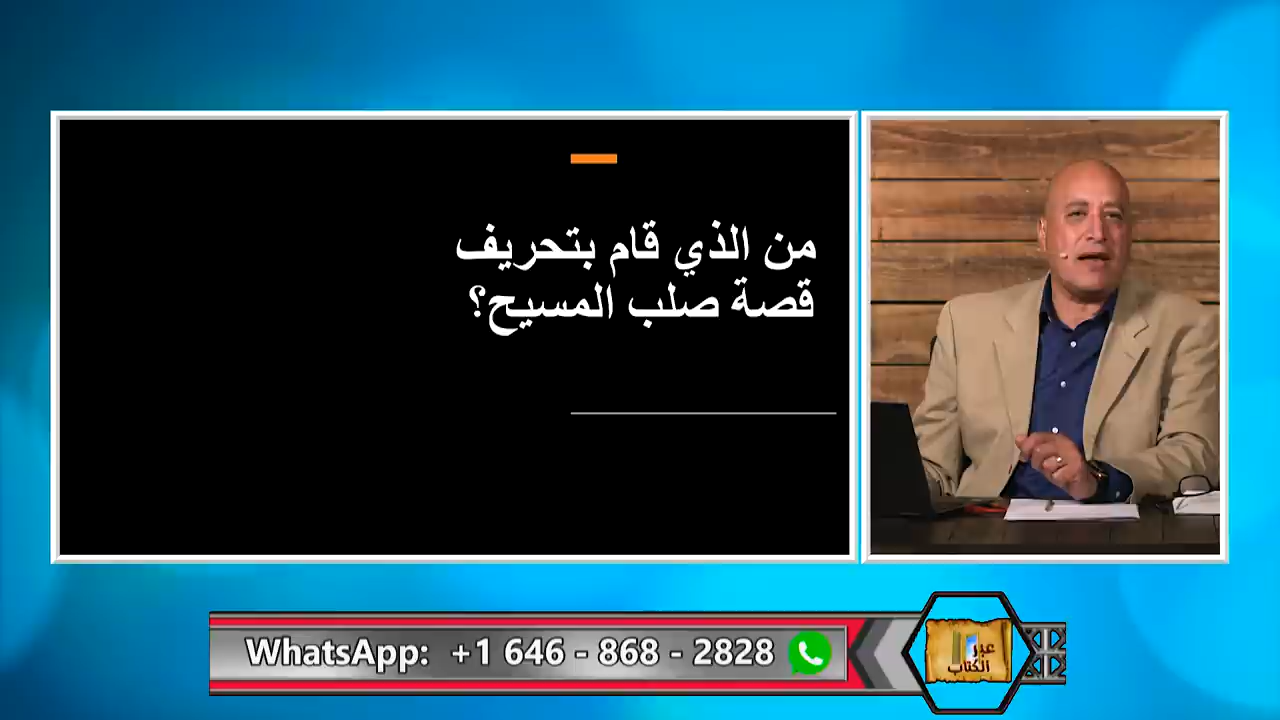 من الذي قام بتحريف
قصة صلب المسيح؟
WhatsApp: +1 646 - 868 - 2828
عبر
الكتاب